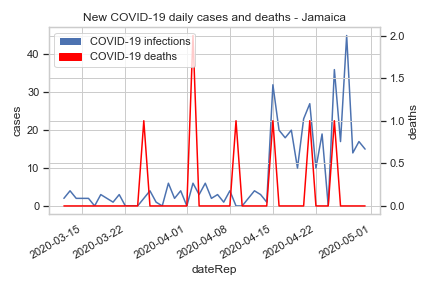 New COVID-19 daily cases and deaths - Jamaica
COVID-19 infections
COVID-19 deaths
cases
40
30
20
10
0
2.0
1.5
1.0
0.5
0.0
deaths
2020-03-15
2020-03-22
2020-04-01
2020-04-08
2020-04-15
2020-04-22
2020-05-01
dateRep